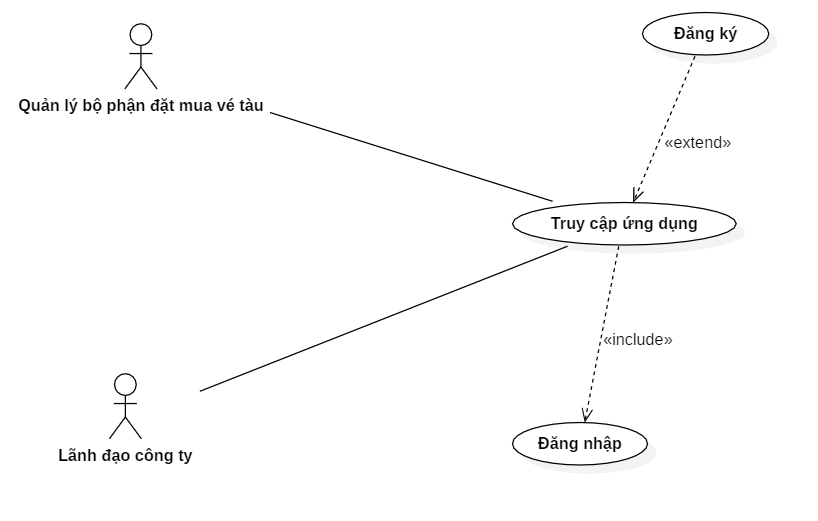 Đăng ký
Quản lý bộ phận đặt mua vé tàu
«extend»
Truy cập ứng dụng
«include»
Đăng nhập
Lãnh đạo công ty